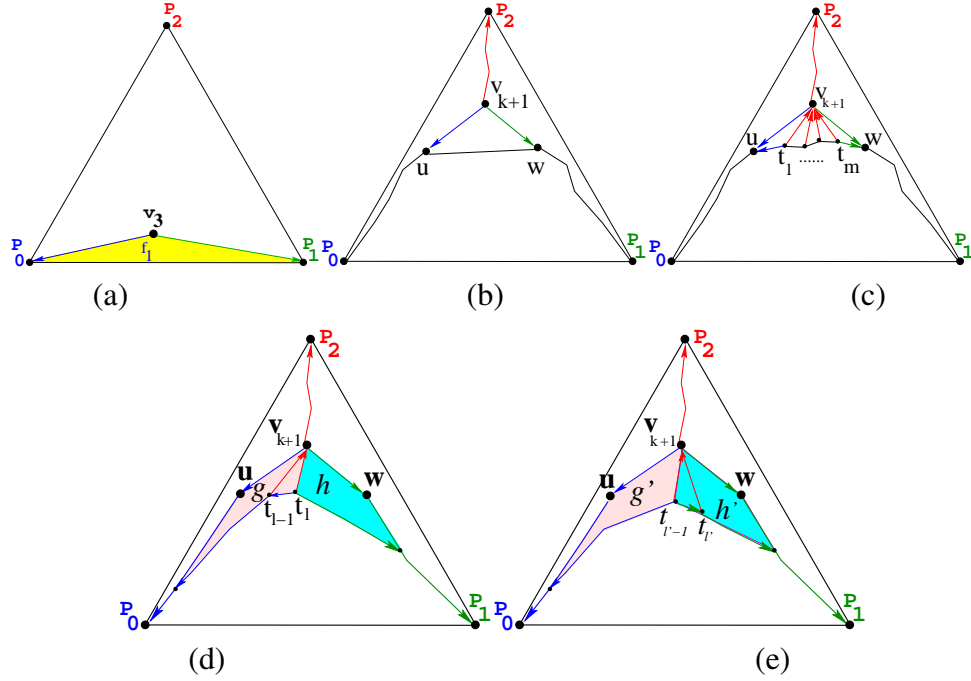 P2
v3
f1
P0 P1
(a)
P2
vk+1
u w
P0 P1
(b)
P2
vk+1
u w
t1 ...... tm
P0 P1
(c)
P2
vk+1
u w
g h
tl-1 tl
P0 P1
(d)
P2
vk+1
u w
g' h'
tl'-1 tl'
P0 P1
(e)